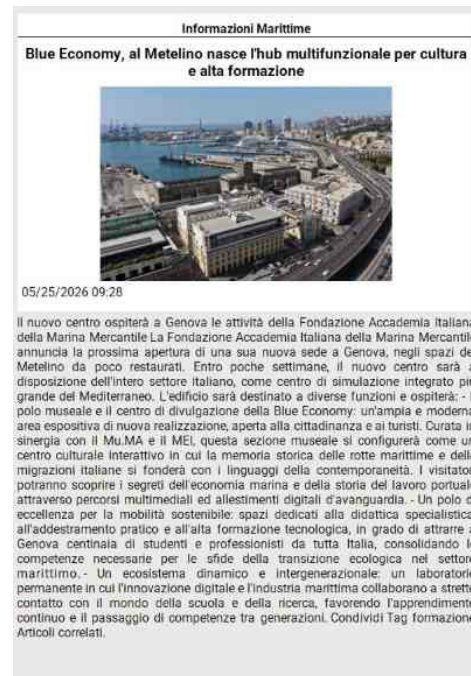 Informazioni Marittime
Blue Economy, al Metelino nasce l'hub multifunzionale per cultura
e alta formazione
05/25/2026 09:28
Il nuovo centro ospiterà a Genova le attività della Fondazione Accademia Italiana
della Marina Mercantile La Fondazione Accademia Italiana della Marina Mercantile
annuncia la prossima apertura di una sua nuova sede a Genova, negli spazi del
Metelino da poco restaurati. Entro poche settimane, il nuovo centro sarà a
disposizione dell'intero settore italiano, come centro di simulazione integrato più
grande del Mediterraneo. L'edificio sarà destinato a diverse funzioni e ospiterà: - Il
polo museale e il centro di divulgazione della Blue Economy: un'ampia e moderna
area espositiva di nuova realizzazione, aperta alla cittadinanza e ai turisti. Curata in
sinergia con il Mu.MA e il MEI, questa sezione museale si configurerà come un
centro culturale interattivo in cui la memoria storica delle rotte marittime e delle
migrazioni italiane si fonderà con i linguaggi della contemporaneità. I visitatori
potranno scoprire i segreti dell'economia marina e della storia del lavoro portuale
attraverso percorsi multimediali ed allestimenti digitali d'avanguardia. - Un polo di
eccellenza per la mobilità sostenibile: spazi dedicati alla didattica specialistica,
all'addestramento pratico e all'alta formazione tecnologica, in grado di attrarre a
Genova centinaia di studenti e professionisti da tutta Italia, consolidando le
competenze necessarie per le sfide della transizione ecologica nel settore
marittimo. - Un ecosistema dinamico e intergenerazionale: un laboratorio
permanente in cui l'innovazione digitale e l'industria marittima collaborano a stretto
contatto con il mondo della scuola e della ricerca, favorendo l'apprendimento
continuo e il passaggio di competenze tra generazioni. Condividi Tag formazione
Articoli correlati.